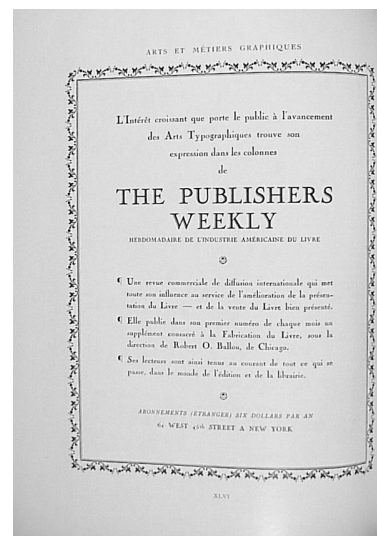 ARTS ET MÉTIERS GRAPHIQUES
L'Intérêt croissant que porte le public à l'avancement
des Arts Typographiques trouve son
expression dans les colonnes
de
THE PUBLISHERS
WEEKLY
HEBDOMADAIRE DE L'INDUSTRIE AMÉRICAINE DU LIVRE
¶ Une revue commerciale de diffusion internationale qui met
toute son influence au service de l'amélioration de la présen-
tation du Livre — et de la vente du Livre bien présenté.
¶ Elle publie dans son premier numéro de chaque mois un
supplément consacré à la Fabrication du Livre, sous la
direction de Robert O. Ballou, de Chicago.
¶ Ses lecteurs sont ainsi tenus au courant de tout ce qui se
passe, dans le monde de l'édition et de la librairie.
ABONNEMENTS (ÉTRANGER) SIX DOLLARS PAR AN
62 WEST 45th STREET A NEW YORK
XLVI